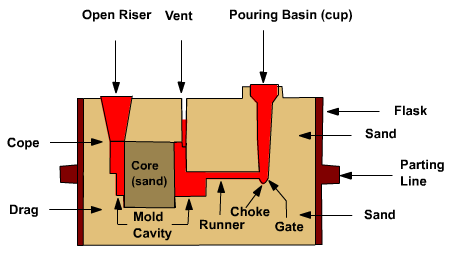 Open Riser
Vent
Pouring Basin (cup)
Flask
Cope
Sand
Core
(sand)
Parting
Line
Drag
Mold
Cavity
Runner
Choke
Gate
Sand